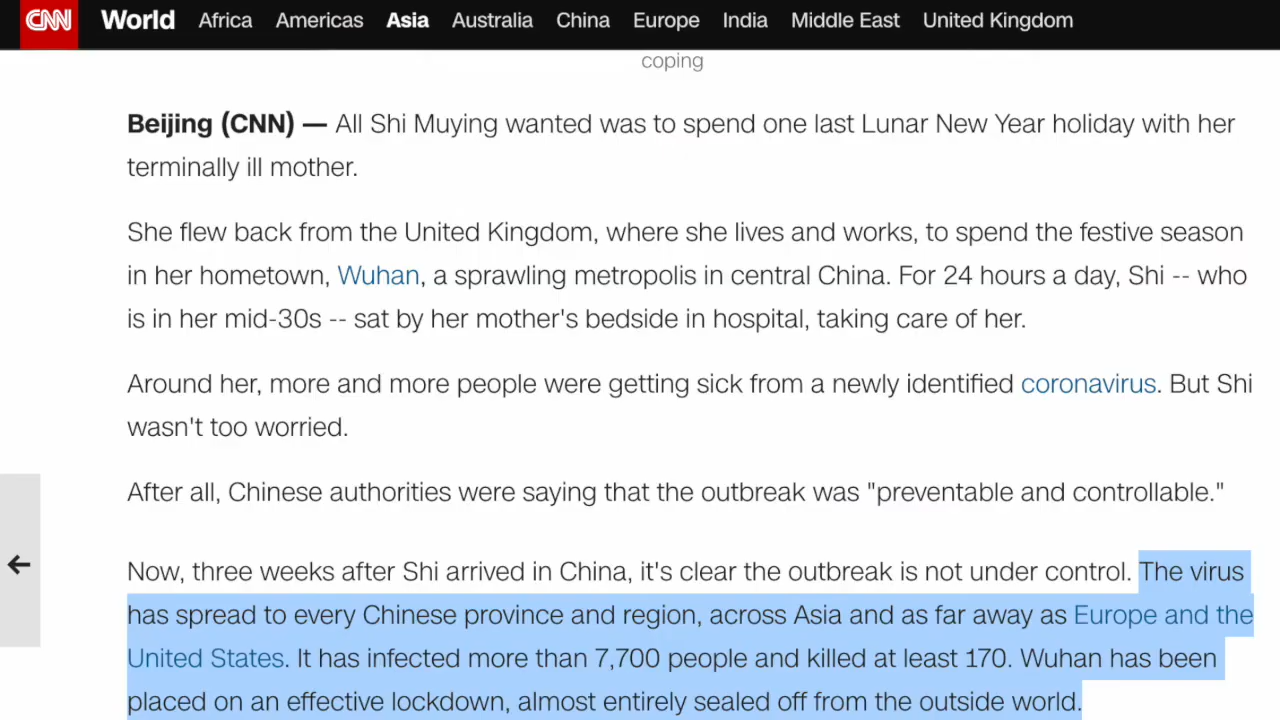 CNN World Africa Americas Asia Australia China Europe India Middle East United Kingdom
coping
Beijing (CNN) — All Shi Muying wanted was to spend one last Lunar New Year holiday with her
terminally ill mother.
She flew back from the United Kingdom, where she lives and works, to spend the festive season
in her hometown, Wuhan, a sprawling metropolis in central China. For 24 hours a day, Shi -- who
is in her mid-30s -- sat by her mother's bedside in hospital, taking care of her.
Around her, more and more people were getting sick from a newly identified coronavirus. But Shi
wasn't too worried.
After all, Chinese authorities were saying that the outbreak was "preventable and controllable."
Now, three weeks after Shi arrived in China, it's clear the outbreak is not under control. The virus
has spread to every Chinese province and region, across Asia and as far away as Europe and the
United States. It has infected more than 7,700 people and killed at least 170. Wuhan has been
placed on an effective lockdown, almost entirely sealed off from the outside world.